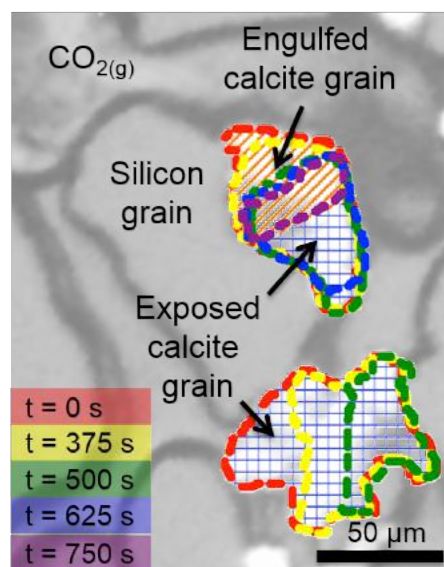 Engulfed
calcite grain
CO2(g)
Silicon
grain
Exposed
calcite
grain
t = 0 s
t = 375 s
t = 500 s
t = 625 s
t = 750 s
50 µm